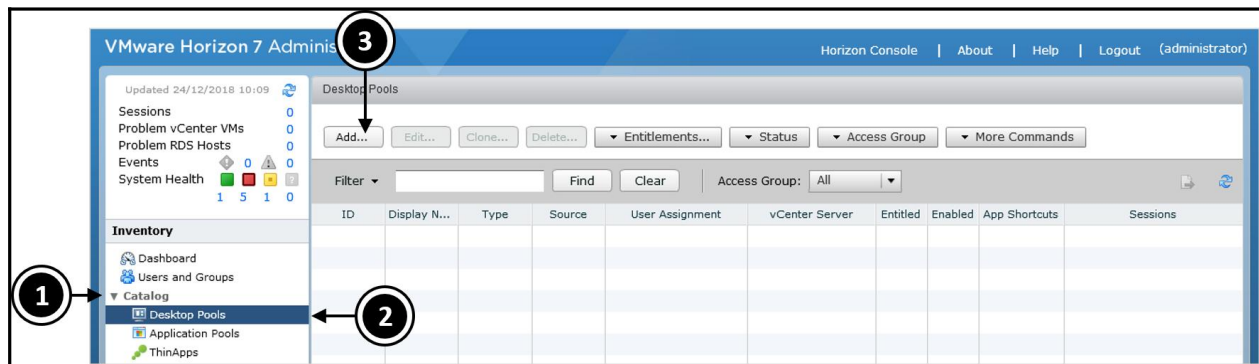 VMware Horizon 7 Adminis
3
Horizon Console | About | Help | Logout (administrator)
Updated 24/12/2018 10:09
Sessions 0
Problem vCenter VMs 0
Problem RDS Hosts 0
Events 0 0
System Health
1 5 1 0
Inventory
Dashboard
Users and Groups
1
Catalog
Desktop Pools
2
Application Pools
ThinApps
Desktop Pools
Add... Edit... Clone... Delete... Entitlements... Status Access Group More Commands
Filter Find Clear Access Group: All
ID Display N... Type Source User Assignment vCenter Server Entitled Enabled App Shortcuts Sessions